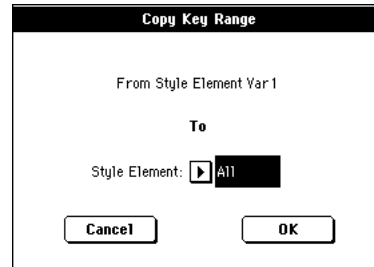 Copy Key Range
From Style Element Var1
To
Style Element: All
Cancel OK